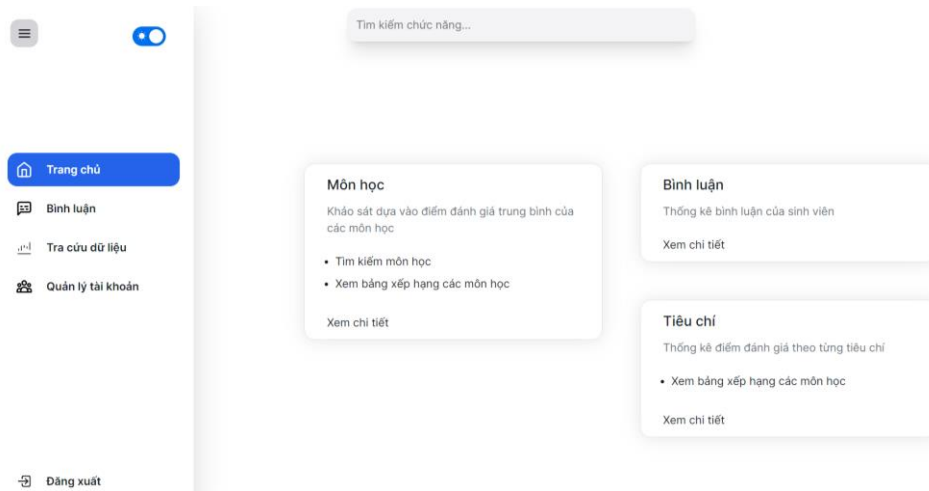 Tìm kiếm chức năng...
Trang chủ
Bình luận
Tra cứu dữ liệu
Quản lý tài khoản
Đăng xuất
Môn học
Khảo sát dựa vào điểm đánh giá trung bình của
các môn học
• Tìm kiếm môn học
• Xem bảng xếp hạng các môn học
Xem chi tiết
Bình luận
Thống kê bình luận của sinh viên
Xem chi tiết
Tiêu chí
Thống kê điểm đánh giá theo từng tiêu chí
• Xem bảng xếp hạng các môn học
Xem chi tiết